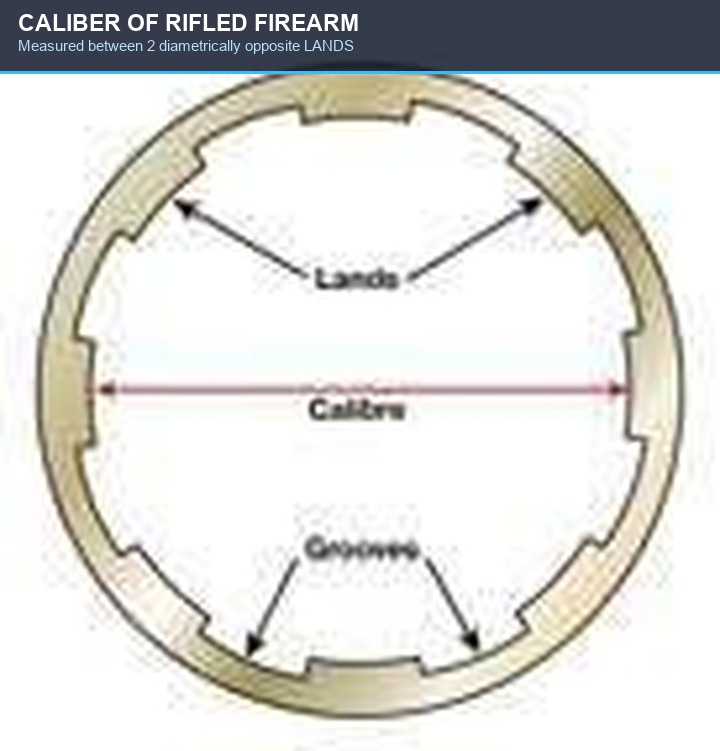 CALIBER OF RIFLED FIREARM
Measured between 2 diametrically opposite LANDS
Lands
Calibre
Grooves